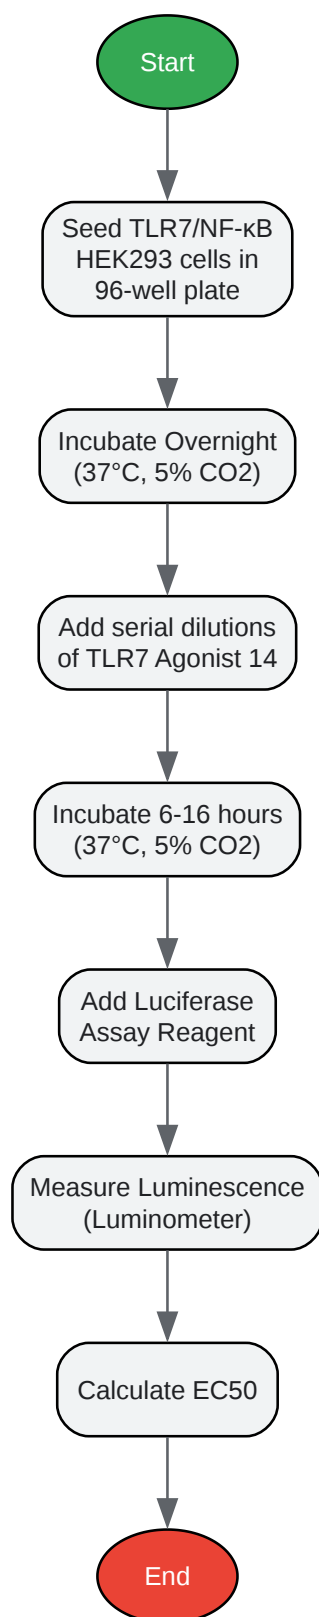 Start
Seed TLR7/NF-κB
HEK293 cells in
96-well plate
Incubate Overnight
(37°C, 5% CO2)
Add serial dilutions
of TLR7 Agonist 14
Incubate 6-16 hours
(37°C, 5% CO2)
Add Luciferase
Assay Reagent
Measure Luminescence
(Luminometer)
Calculate EC50
End